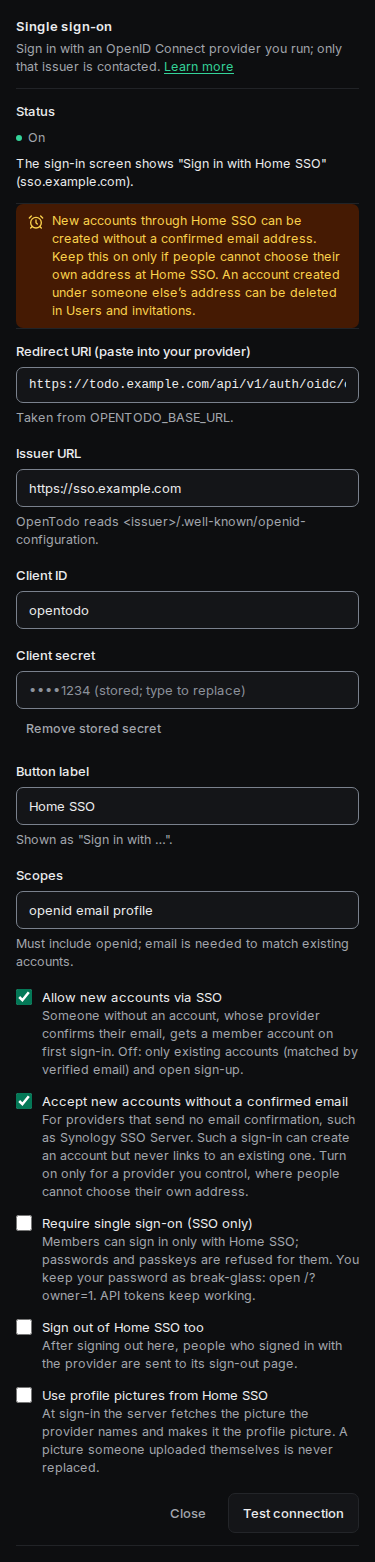 Single sign-on
Sign in with an OpenID Connect provider you run; only
that issuer is contacted. Learn more
Status
On
The sign-in screen shows "Sign in with Home SSO"
(sso.example.com).
New accounts through Home SSO can be
created without a confirmed email address.
Keep this on only if people cannot choose their
own address at Home SSO. An account created
under someone else's address can be deleted
in Users and invitations.
Redirect URI (paste into your provider)
https://todo.example.com/api/v1/auth/oidc/
Taken from OPENTODO_BASE_URL.
Issuer URL
https://sso.example.com
OpenTodo reads <issuer>/.well-known/openid-
configuration.
Client ID
opentodo
Client secret
••••1234 (stored; type to replace)
Remove stored secret
Button label
Home SSO
Shown as "Sign in with ...".
Scopes
openid email profile
Must include openid; email is needed to match existing
accounts.
Allow new accounts via SSO
Someone without an account, whose provider
confirms their email, gets a member account on
first sign-in. Off: only existing accounts (matched by
verified email) and open sign-up.
Accept new accounts without a confirmed email
For providers that send no email confirmation, such
as Synology SSO Server. Such a sign-in can create
an account but never links to an existing one. Turn
on only for a provider you control, where people
cannot choose their own address.
Require single sign-on (SSO only)
Members can sign in only with Home SSO;
passwords and passkeys are refused for them. You
keep your password as break-glass: open /?
owner=1. API tokens keep working.
Sign out of Home SSO too
After signing out here, people who signed in with
the provider are sent to its sign-out page.
Use profile pictures from Home SSO
At sign-in the server fetches the picture the
provider names and makes it the profile picture. A
picture someone uploaded themselves is never
replaced.
Close
Test connection